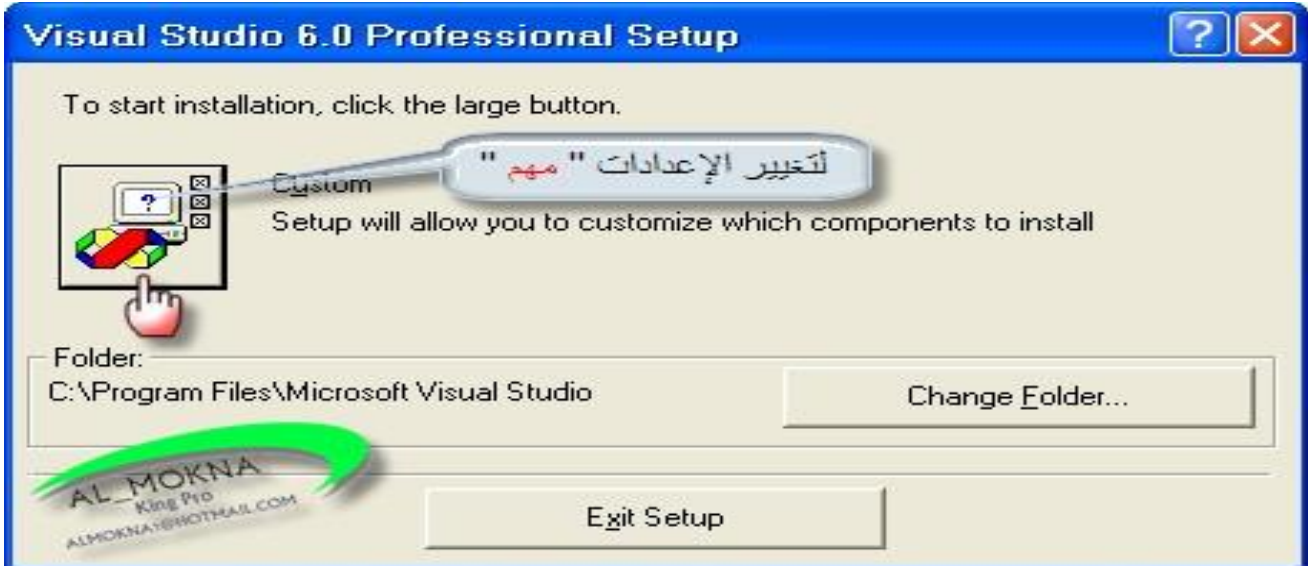 Visual Studio 6.0 Professional Setup
To start installation, click the large button.
لتغيير الإعدادات " مهم "
Custom
Setup will allow you to customize which components to install
Folder:
C:\Program Files\Microsoft Visual Studio
Change Folder...
AL_MOKNA
King Pro
ALMOKNA1@HOTMAIL.COM
Exit Setup